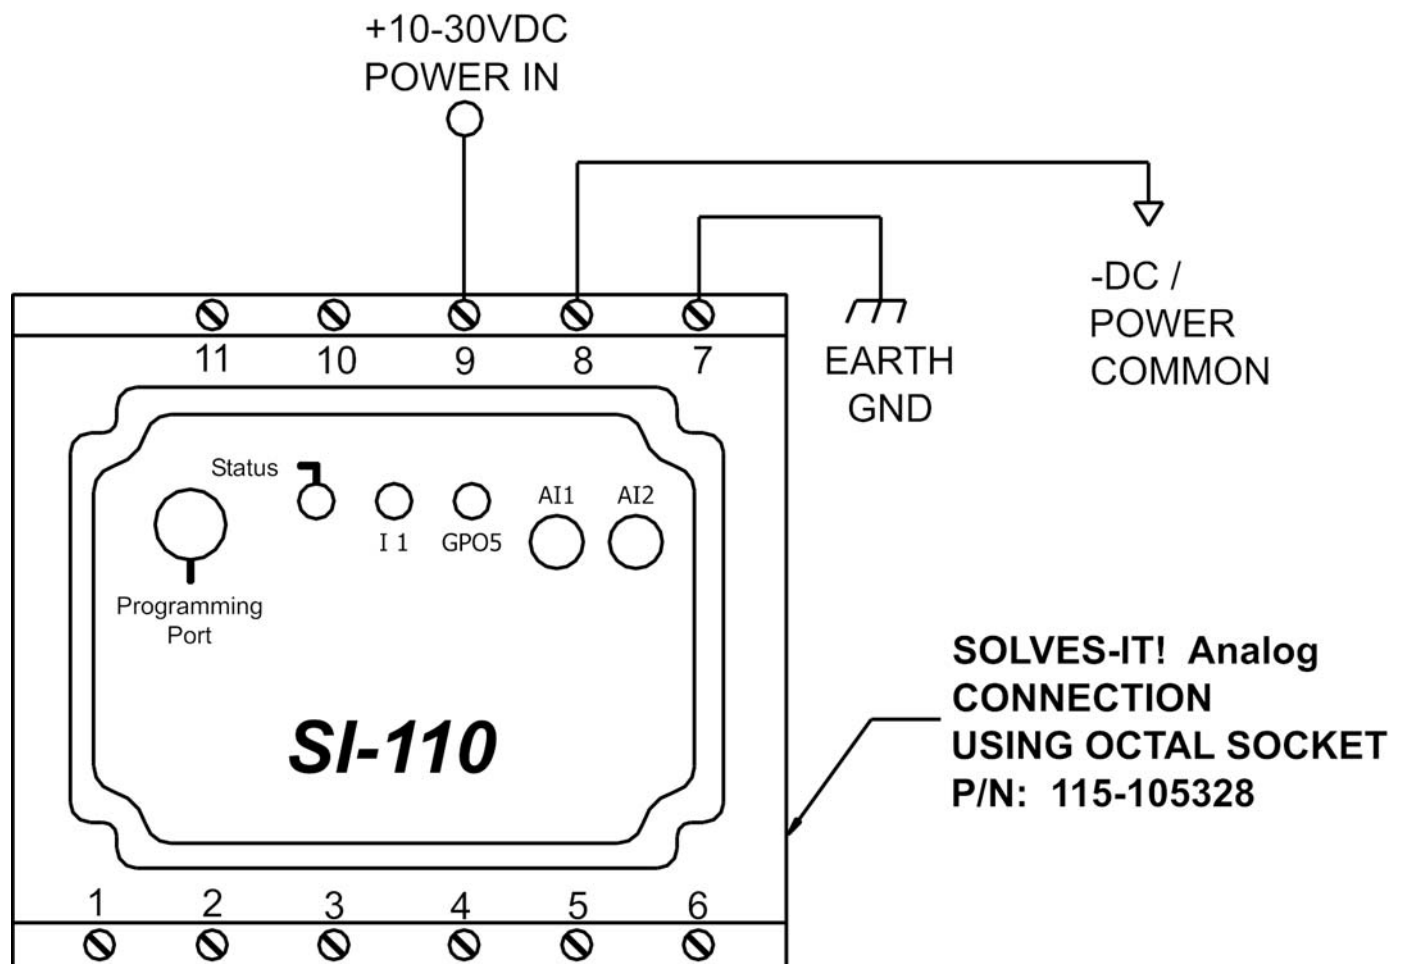 +10-30VDC
POWER IN
-DC /
POWER
COMMON
EARTH
GND
11 10 9 8 7
Status
I 1
GPO5
AI1
AI2
Programming
Port
SI-110
SOLVES-IT! Analog
CONNECTION
USING OCTAL SOCKET
P/N: 115-105328
1 2 3 4 5 6